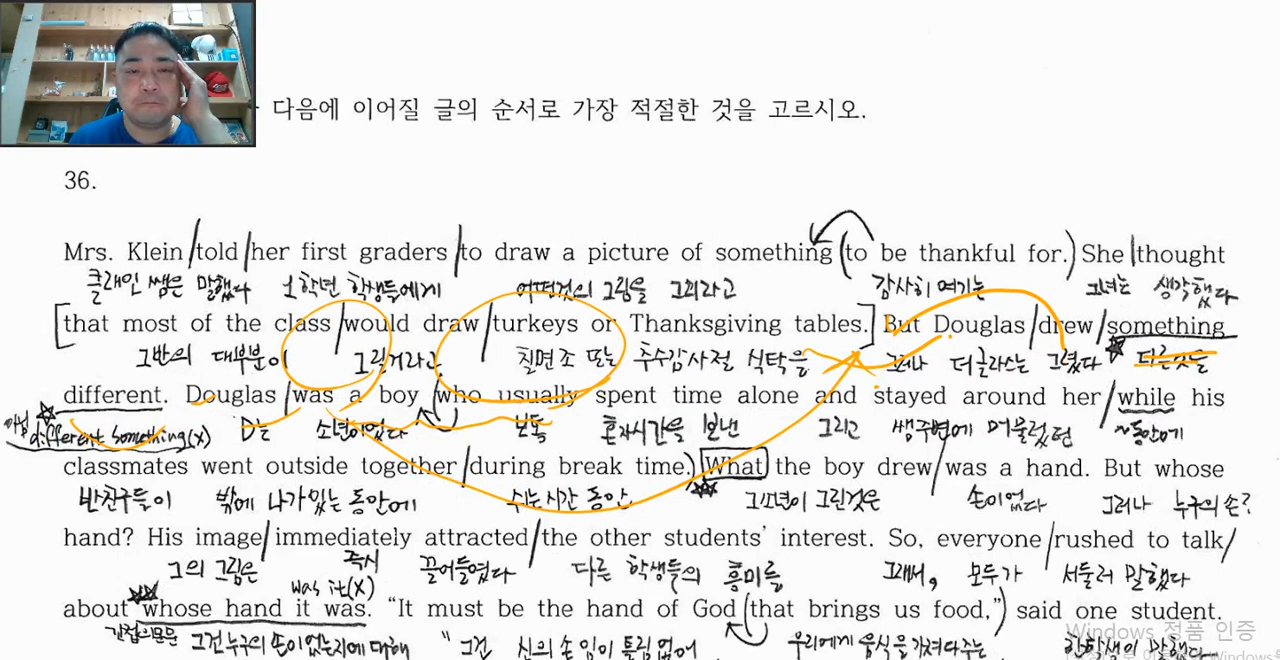 다음에 이어질 글의 순서로 가장 적절한 것을 고르시오.
36.
Mrs. Klein told her first graders to draw a picture of something (to be thankful for.) She thought
클래인 쌤은 말했다 1학년 학생들에게 어떤것의 그림을 그리라고 감사히 여기는 그녀는 생각했다
[that most of the class would draw turkeys or Thanksgiving tables.] But Douglas drew something
그반의 대부분이 그릴거라고 칠면조 또는 추수감사절 식탁을 그러나 더글라스는 그렸다 다른것을
different. Douglas was a boy (who usually spent time alone and stayed around her while his
different something(x) D는 소년이었다 보통 혼자시간을 보낸 그리고 쌤주변에 머물렀던 ~동안에
classmates went outside together during break time.) What the boy drew was a hand. But whose
반친구들이 밖에 나가있는 동안에 쉬는시간 동안 그소년이 그린것은 손이었다 그러나 누구의 손?
hand? His image immediately attracted the other students' interest. So, everyone rushed to talk
그의 그림은 즉시 끌어들였다 다른 학생들의 흥미를 그래서, 모두가 서둘러 말했다
was it(X)
about whose hand it was. “It must be the hand of God (that brings us food,”) said one student.
간접의문문 그건 누구의 손이었는지에 대해 "그건 신의 손임이 틀림없어 우리에게 음식을 가져다주는 한학생이 말했다
Windows 정품 인증